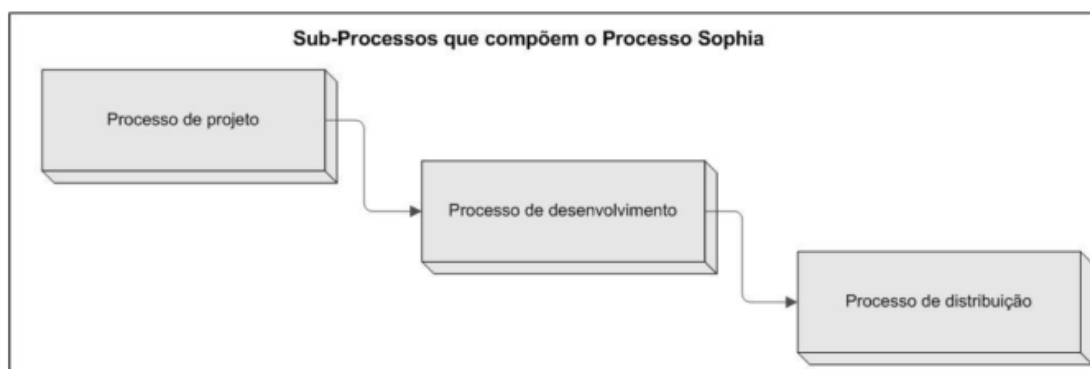 Sub-Processos que compõem o Processo Sophia
Processo de projeto
Processo de desenvolvimento
Processo de distribuição